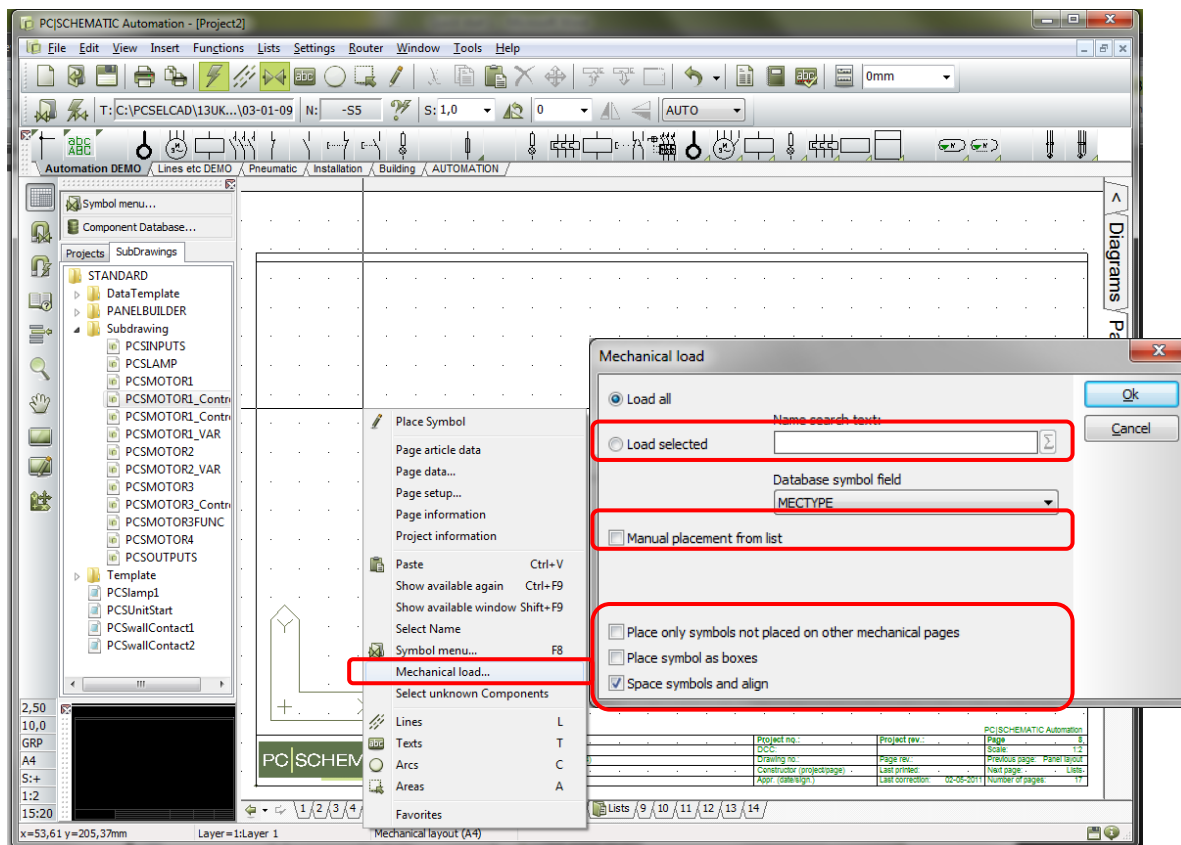 PC|SCHEMATIC Automation - [Project2]
File Edit View Insert Functions Lists Settings Router Window Tools Help
abc
abc
0mm
T: C:\PCSELCAD\13UK...\03-01-09 N: -S5 S: 1,0 0 AUTO
abc
ABC
Automation DEMO Lines etc DEMO Pneumatic Installation Building AUTOMATION
Symbol menu...
Component Database...
Projects SubDrawings
STANDARD
DataTemplate
PANELBUILDER
Subdrawing
PCSINPUTS
PCSLAMP
PCSMOTOR1
PCSMOTOR1_Contr
PCSMOTOR1_Contr
PCSMOTOR1_VAR
PCSMOTOR2
PCSMOTOR2_VAR
PCSMOTOR3
PCSMOTOR3_Contr
PCSMOTOR3FUNC
PCSMOTOR4
PCSOUTPUTS
Template
PCSlamp1
PCSUnitStart
PCSwallContact1
PCSwallContact2
Diagrams
Pa
Place Symbol
Page article data
Page data...
Page setup...
Page information
Project information
Paste Ctrl+V
Show available again Ctrl+F9
Show available window Shift+F9
Select Name
Symbol menu... F8
Mechanical load...
Select unknown Components
Lines L
Texts T
Arcs C
Areas A
Favorites
Mechanical load
Load all
Name search text:
Load selected
Σ
Database symbol field
MECTYPE
Manual placement from list
Place only symbols not placed on other mechanical pages
Place symbol as boxes
Space symbols and align
Ok
Cancel
2,50
10,0
GRP
A4
S:+
1:2
15:20
PC|SCHEM
PC|SCHEMATIC Automation
Project no.: Project rev.: Page 8
DCC: Scale: 1:2
Drawing no.: Page rev.: Previous page: Panel layout
Constructor (project/page) Last printed: Next page: Lists
Appr. (date/sign.) Last correction: 02-05-2011 Number of pages: 17
1 2 3 4 Lists 9 10 11 12 13 14
x=53,61 y=205,37mm Layer=1:Layer 1 Mechanical layout (A4)